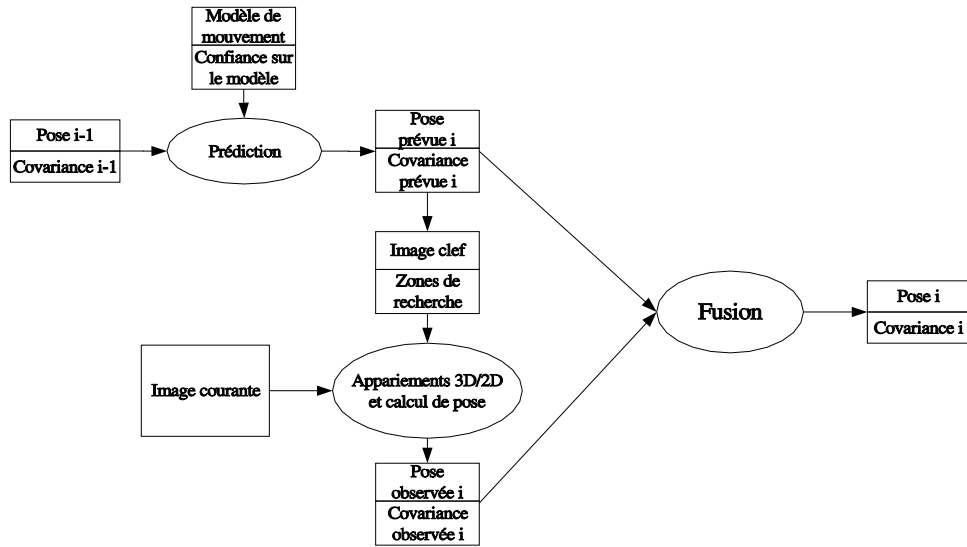 Modèle de
mouvement
Confiance sur
le modèle
Pose i-1
Covariance i-1
Prédiction
Pose
prévue i
Covariance
prévue i
Image clef
Zones de
recherche
Fusion
Pose i
Covariance i
Image courante
Appariements 3D/2D
et calcul de pose
Pose
observée i
Covariance
observée i